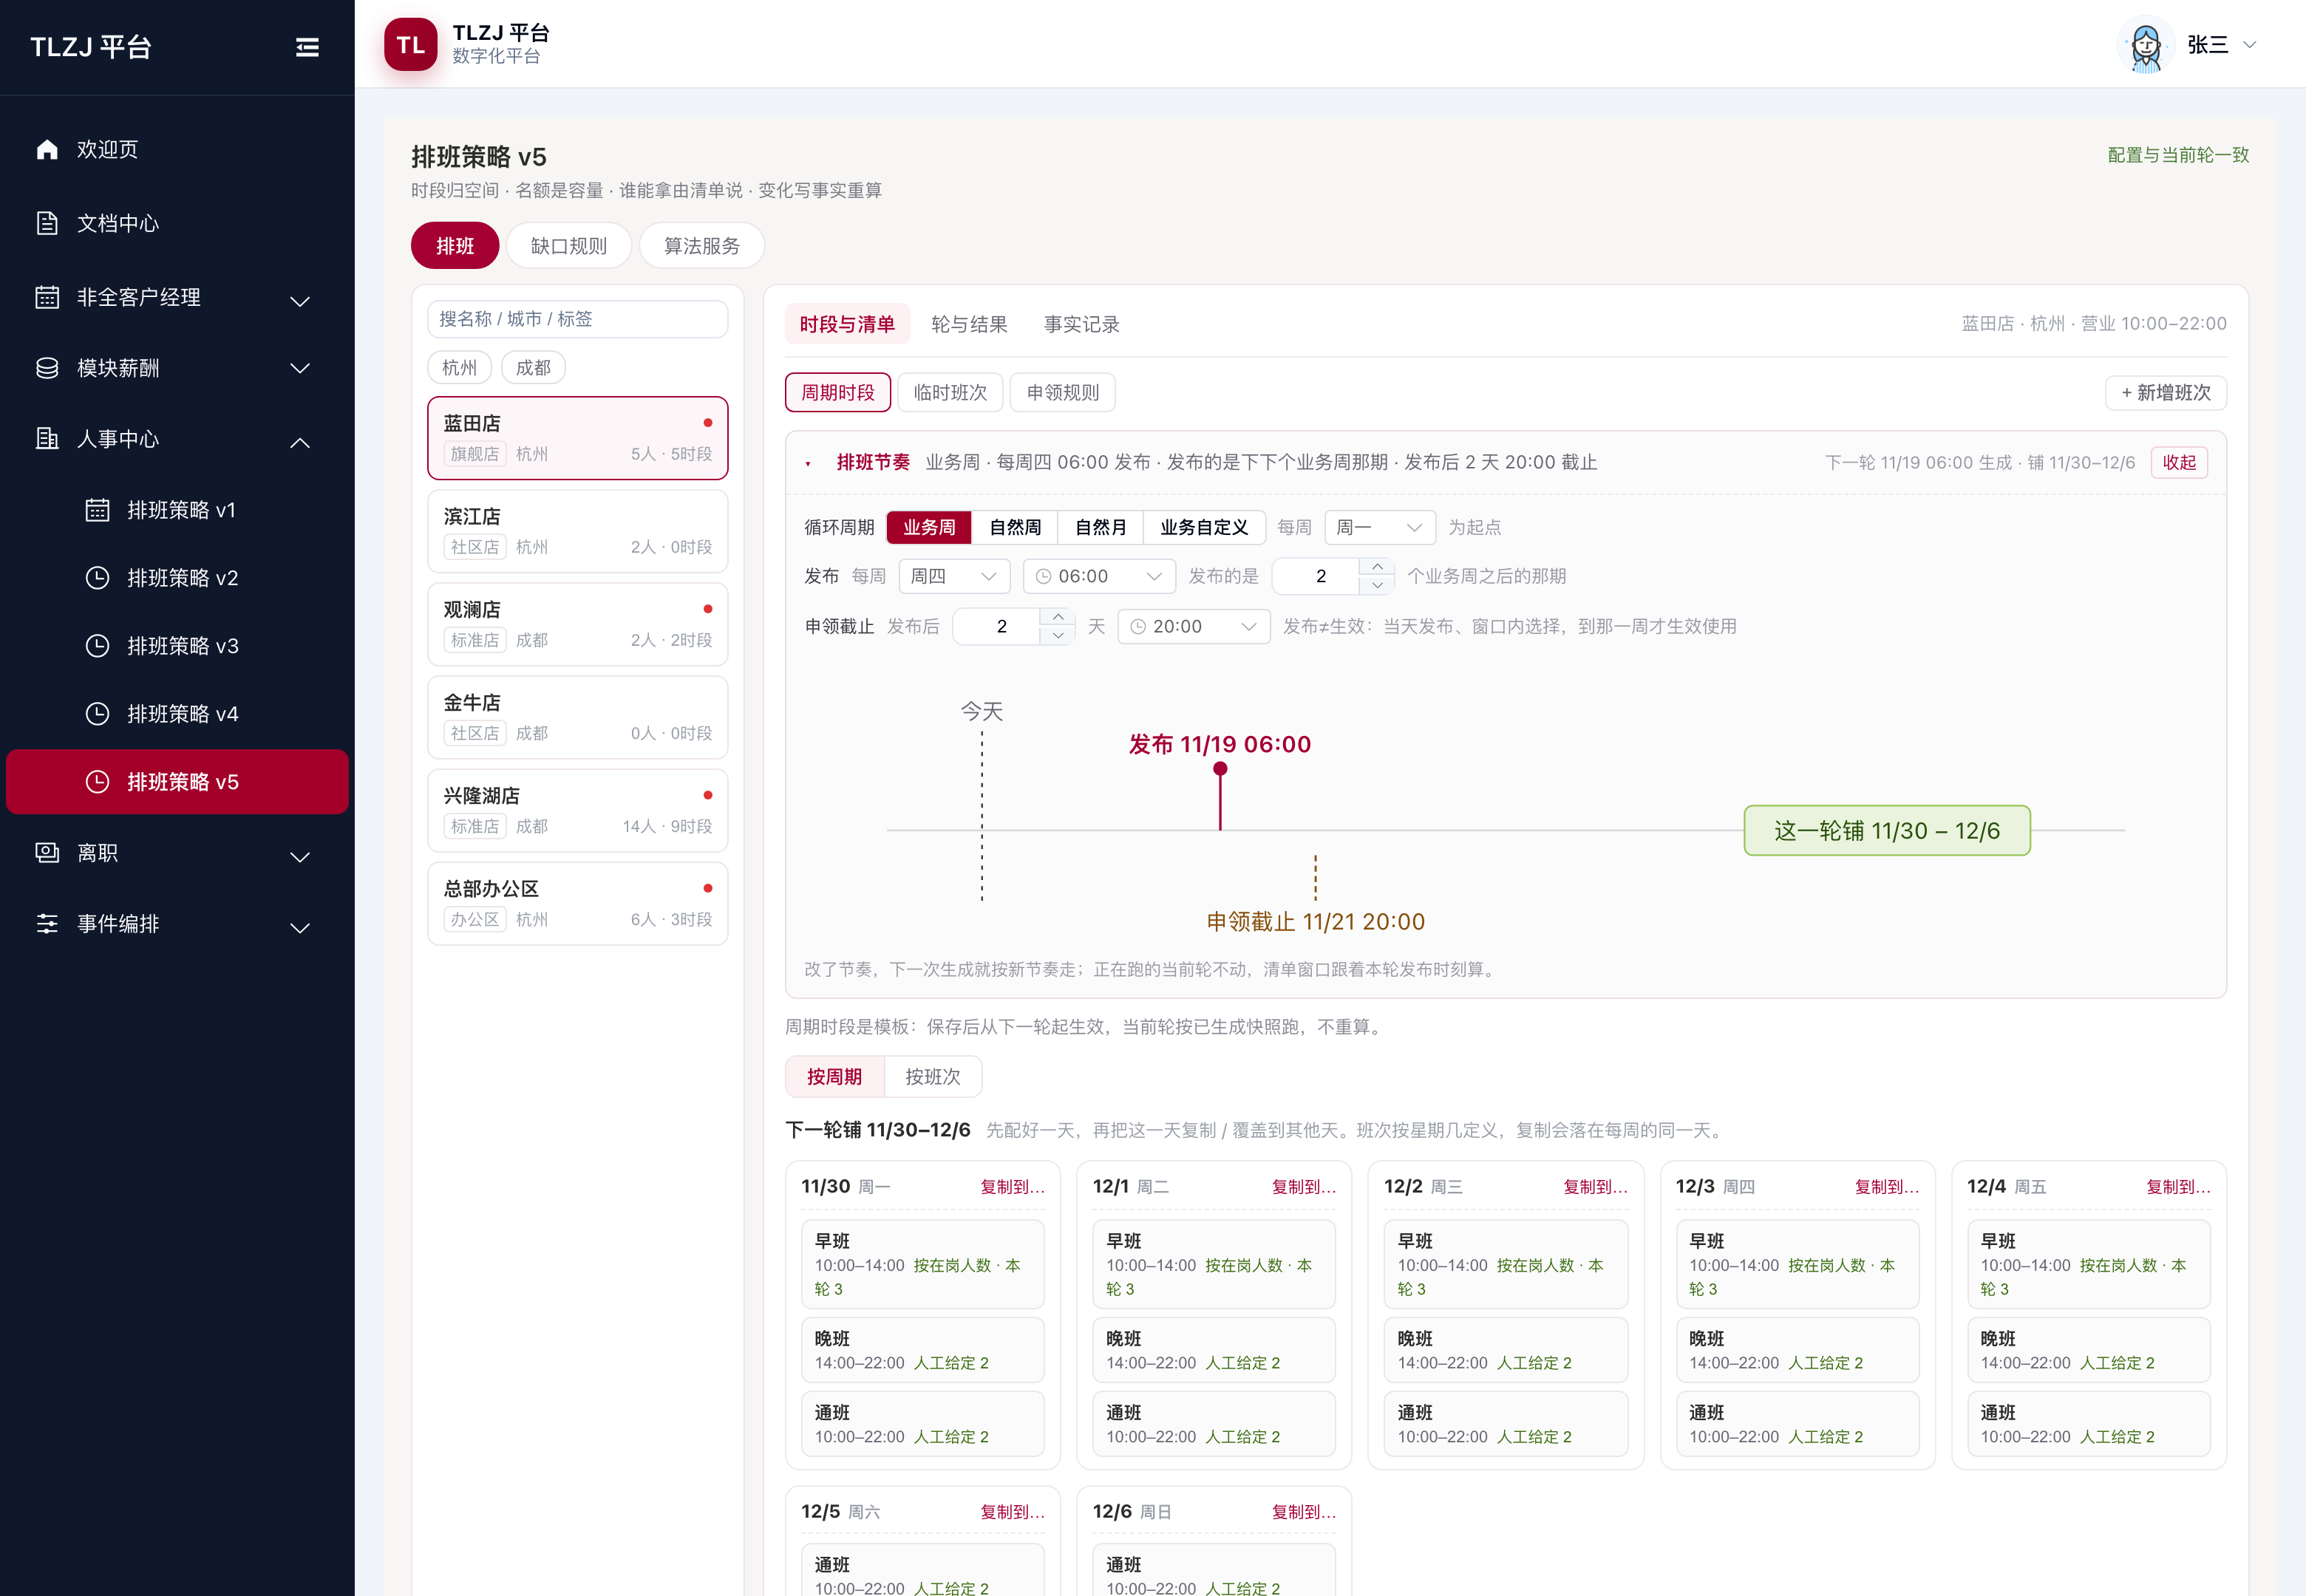 TLZJ 平台
欢迎页
文档中心
非全客户经理
模块薪酬
人事中心
排班策略 v1
排班策略 v2
排班策略 v3
排班策略 v4
排班策略 v5
离职
事件编排
TL
TLZJ 平台
数字化平台
张三
排班策略 v5
配置与当前轮一致
时段归空间 · 名额是容量 · 谁能拿由清单说 · 变化写事实重算
排班 缺口规则 算法服务
搜名称 / 城市 / 标签
杭州 成都
蓝田店
旗舰店 杭州 5人 · 5时段
滨江店
社区店 杭州 2人 · 0时段
观澜店
标准店 成都 2人 · 2时段
金牛店
社区店 成都 0人 · 0时段
兴隆湖店
标准店 成都 14人 · 9时段
总部办公区
办公区 杭州 6人 · 3时段
时段与清单 轮与结果 事实记录 蓝田店 · 杭州 · 营业 10:00–22:00
周期时段 临时班次 申领规则 + 新增班次
排班节奏 业务周 · 每周四 06:00 发布 · 发布的是下下个业务周那期 · 发布后 2 天 20:00 截止 下一轮 11/19 06:00 生成 · 铺 11/30–12/6 收起
循环周期 业务周 自然周 自然月 业务自定义 每周 周一 为起点
发布 每周 周四 06:00 发布的是 2 个业务周之后的那期
申领截止 发布后 2 天 20:00 发布≠生效：当天发布、窗口内选择，到那一周才生效使用
今天
发布 11/19 06:00
这一轮铺 11/30 – 12/6
申领截止 11/21 20:00
改了节奏，下一次生成就按新节奏走；正在跑的当前轮不动，清单窗口跟着本轮发布时刻算。
周期时段是模板：保存后从下一轮起生效，当前轮按已生成快照跑，不重算。
按周期 按班次
下一轮铺 11/30–12/6 先配好一天，再把这一天复制 / 覆盖到其他天。班次按星期几定义，复制会落在每周的同一天。
11/30 周一 复制到…
早班
10:00–14:00 按在岗人数 · 本
轮 3
晚班
14:00–22:00 人工给定 2
通班
10:00–22:00 人工给定 2
12/1 周二 复制到…
早班
10:00–14:00 按在岗人数 · 本
轮 3
晚班
14:00–22:00 人工给定 2
通班
10:00–22:00 人工给定 2
12/2 周三 复制到…
早班
10:00–14:00 按在岗人数 · 本
轮 3
晚班
14:00–22:00 人工给定 2
通班
10:00–22:00 人工给定 2
12/3 周四 复制到…
早班
10:00–14:00 按在岗人数 · 本
轮 3
晚班
14:00–22:00 人工给定 2
通班
10:00–22:00 人工给定 2
12/4 周五 复制到…
早班
10:00–14:00 按在岗人数 · 本
轮 3
晚班
14:00–22:00 人工给定 2
通班
10:00–22:00 人工给定 2
12/5 周六 复制到…
通班
10:00–22:00 人工给定 2
12/6 周日 复制到…
通班
10:00–22:00 人工给定 2